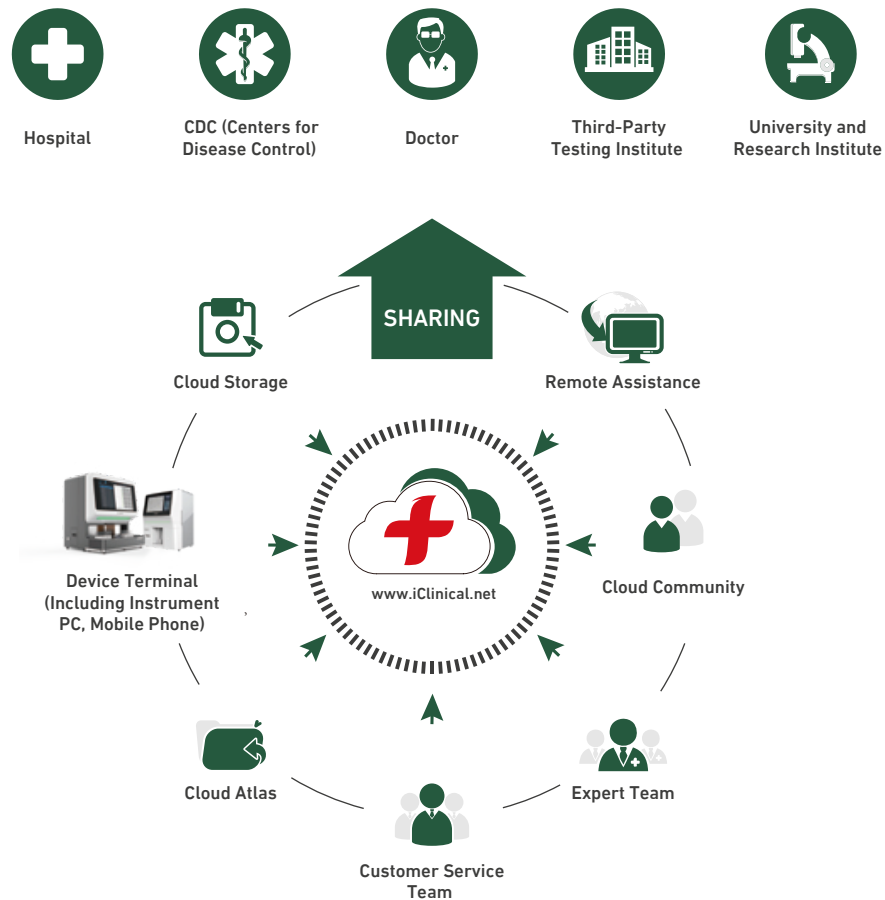 Hospital
CDC (Centers for
Disease Control)
Doctor
Third-Party
Testing Institute
University and
Research Institute
SHARING
Cloud Storage
Remote Assistance
www.iClinical.net
Device Terminal
(Including Instrument
PC, Mobile Phone)
,
Cloud Community
Cloud Atlas
Expert Team
Customer Service
Team